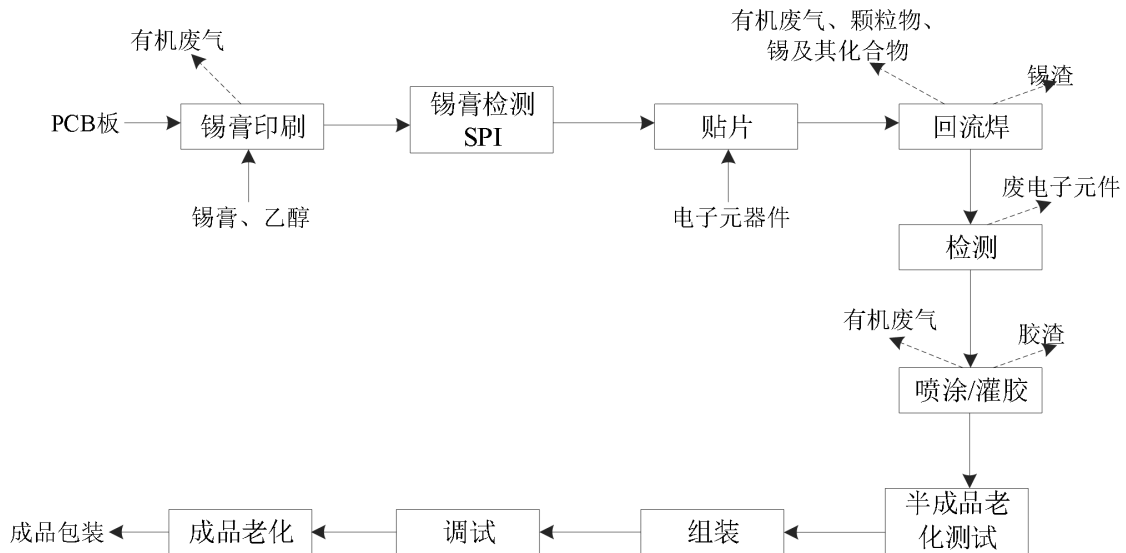 有机废气
有机废气、颗粒物、
锡及其化合物
锡渣
PCB板
锡膏印刷
锡膏检测
SPI
贴片
回流焊
锡膏、乙醇
电子元器件
废电子元件
检测
有机废气
胶渣
喷涂/灌胶
半成品老
化测试
组装
调试
成品老化
成品包装